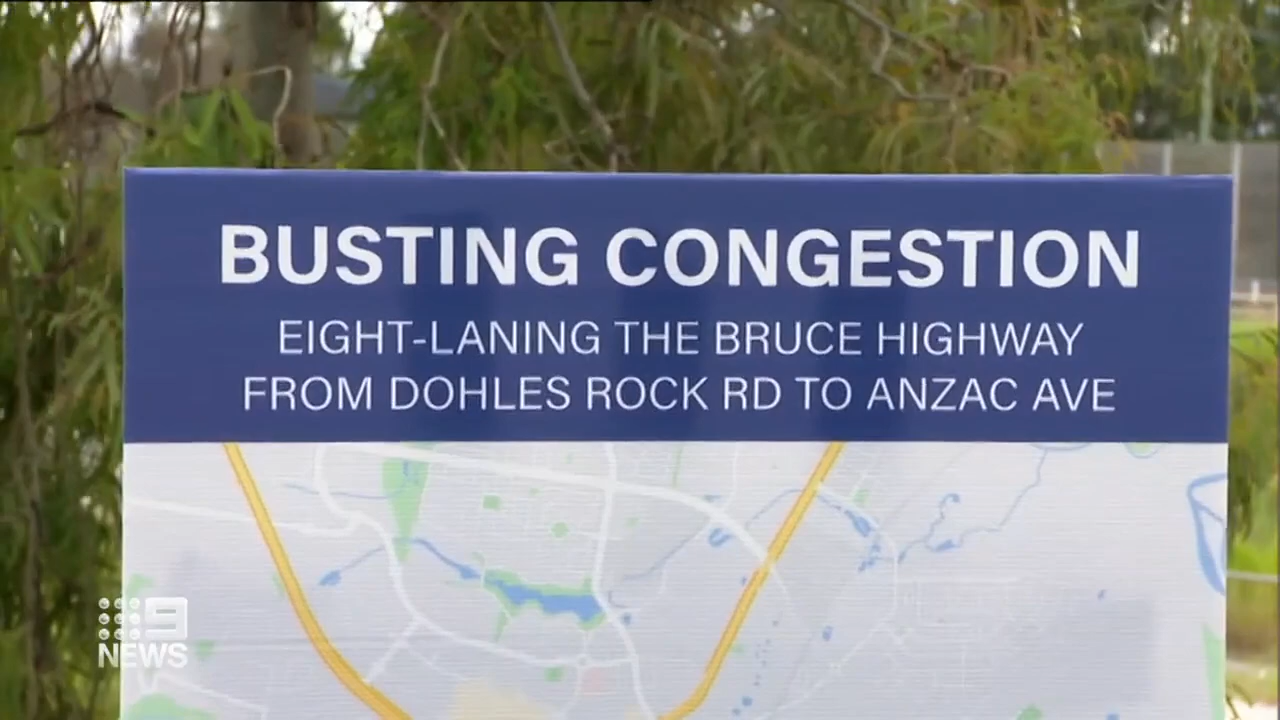 BUSTING CONGESTION
EIGHT-LANING THE BRUCE HIGHWAY
FROM DOHLES ROCK RD TO ANZAC AVE
9
NEWS